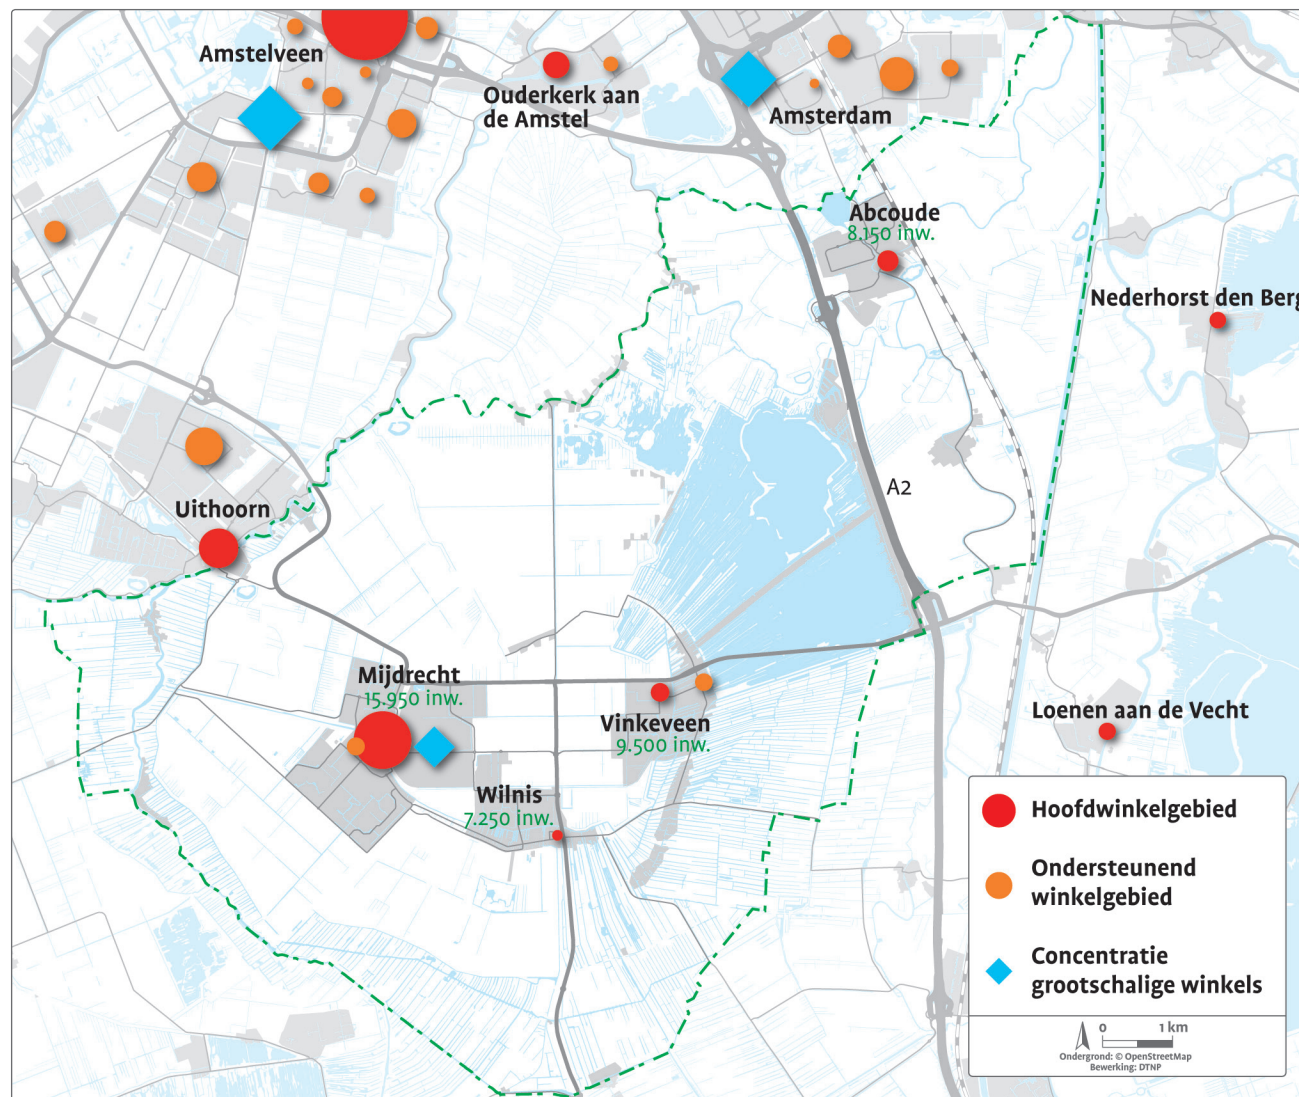 Amstelveen
Ouderkerk aan
de Amstel
Amsterdam
Abcoude
8.150 inw.
Nederhorst den Berg
A2
Uithoorn
Mijdrecht
15.950 inw.
Vinkeveen
9.500 inw.
Wilnis
7.250 inw.
Loenen aan de Vecht
Hoofdwinkelgebied
Ondersteunend
winkelgebied
Concentratie
grootschalige winkels
0 1 km
Ondergrond: © OpenStreetMap
Bewerking: DTNP